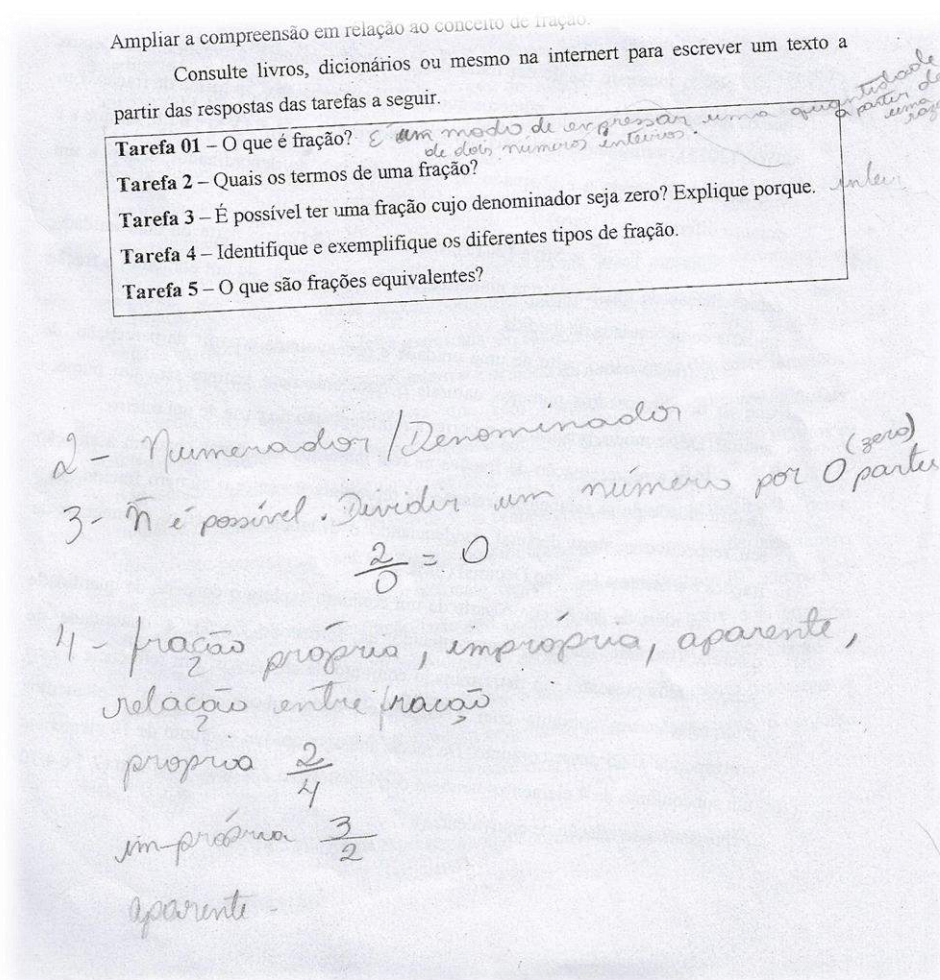 Ampliar a compreensão em relação ao conceito de fração.
Consulte livros, dicionários ou mesmo na internert para escrever um texto a
partir das respostas das tarefas a seguir.
Tarefa 01 – O que é fração? É um modo de expressar uma quantidade
a partir de
uma
de dois números inteiros.
Tarefa 2 – Quais os termos de uma fração?
Tarefa 3 – É possível ter uma fração cujo denominador seja zero? Explique porque.
Tarefa 4 – Identifique e exemplifique os diferentes tipos de fração.
Tarefa 5 – O que são frações equivalentes?
2 - Numerador/Denominador
3 - ñ é possível. Dividir um número por 0 (zero) partes
2/0 = 0
4 - fração própria, imprópria, aparente,
relação entre fração
propria 2/4
imprópria 3/2
aparente -